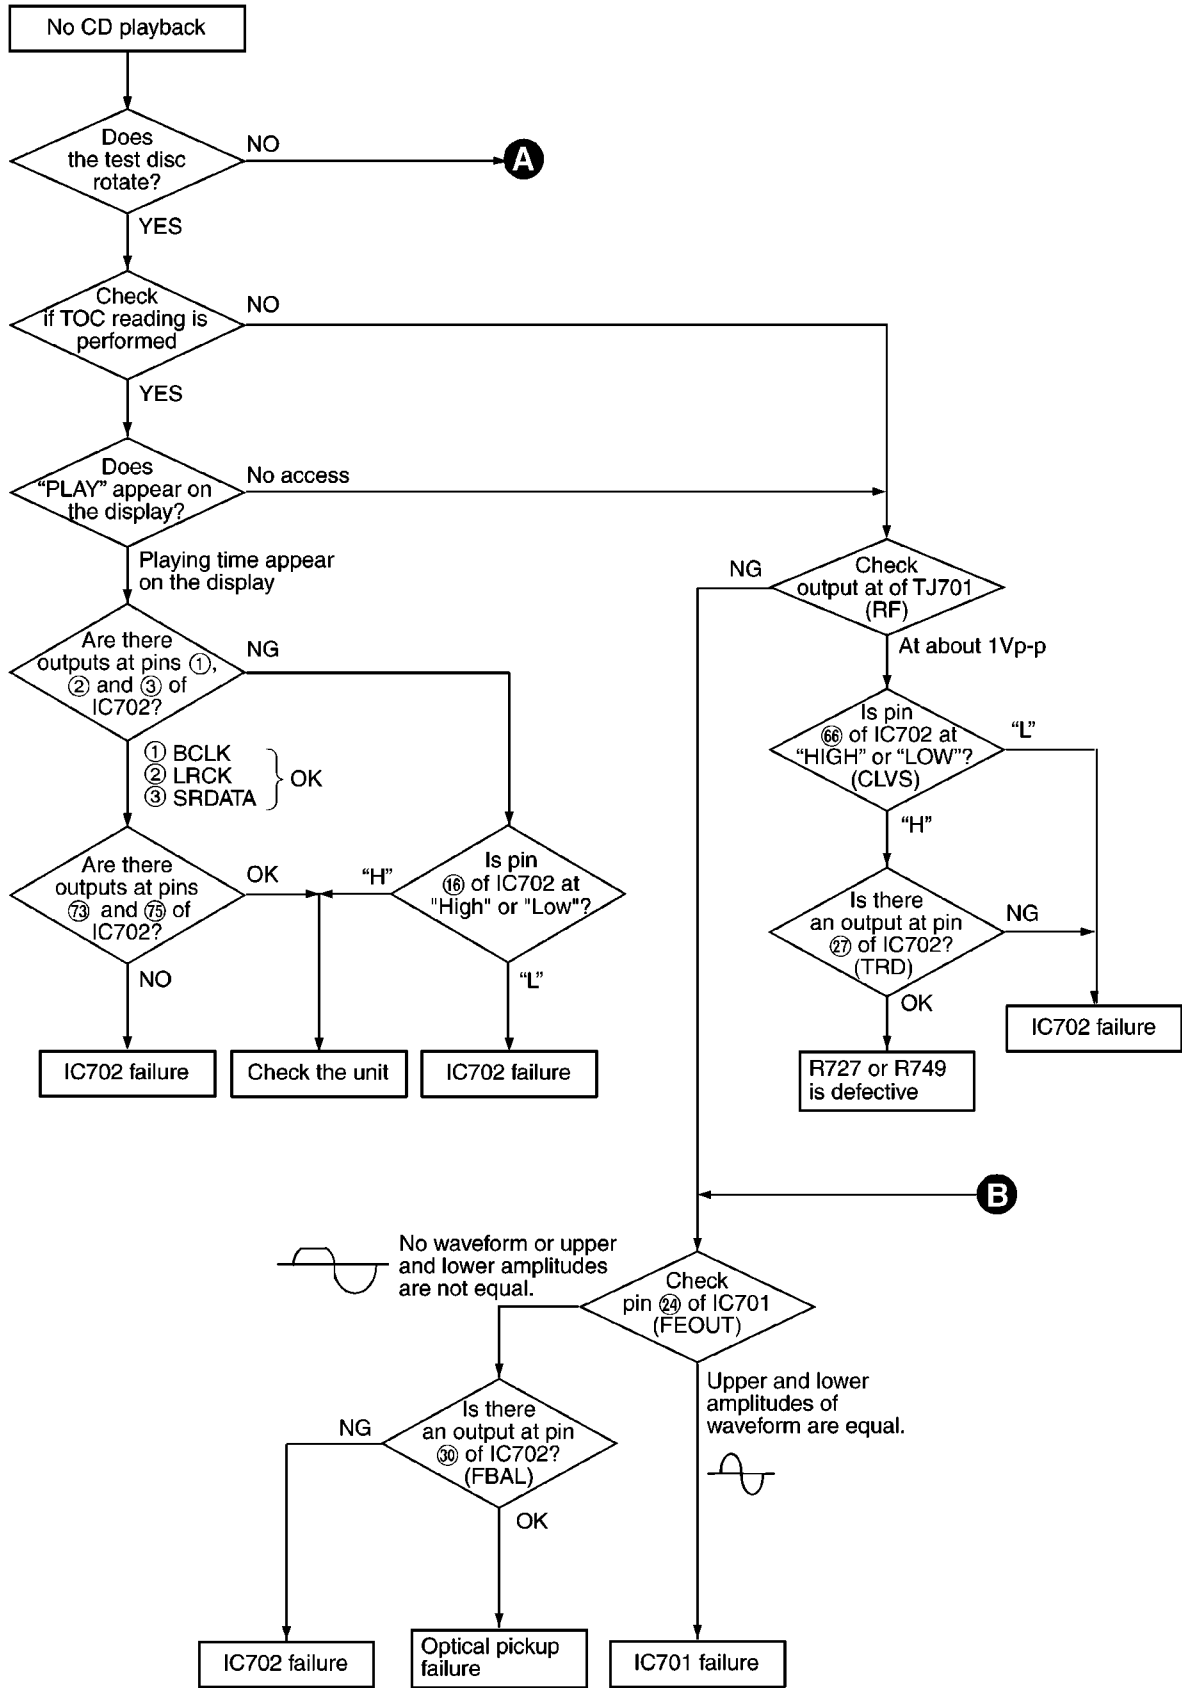 No CD playback
Does
the test disc
rotate?
NO
A
YES
Check
if TOC reading is
performed
NO
YES
Does
“PLAY” appear on
the display?
No access
Playing time appear
on the display
Are there
outputs at pins ①,
② and ③ of
IC702?
NG
① BCLK
② LRCK
③ SRDATA
OK
Are there
outputs at pins
73 and 75 of
IC702?
OK
NO
“H”
Is pin
⑯ of IC702 at
"High" or "Low"?
“L”
IC702 failure
Check the unit
IC702 failure
NG
Check
output at of TJ701
(RF)
At about 1Vp-p
Is pin
66 of IC702 at
“HIGH” or “LOW”?
(CLVS)
“L”
“H”
Is there
an output at pin
㉗ of IC702?
(TRD)
NG
OK
IC702 failure
R727 or R749
is defective
B
No waveform or upper
and lower amplitudes
are not equal.
Check
pin ㉔ of IC701
(FEOUT)
Upper and lower
amplitudes of
waveform are equal.
NG
Is there
an output at pin
㉚ of IC702?
(FBAL)
OK
IC702 failure
Optical pickup
failure
IC701 failure